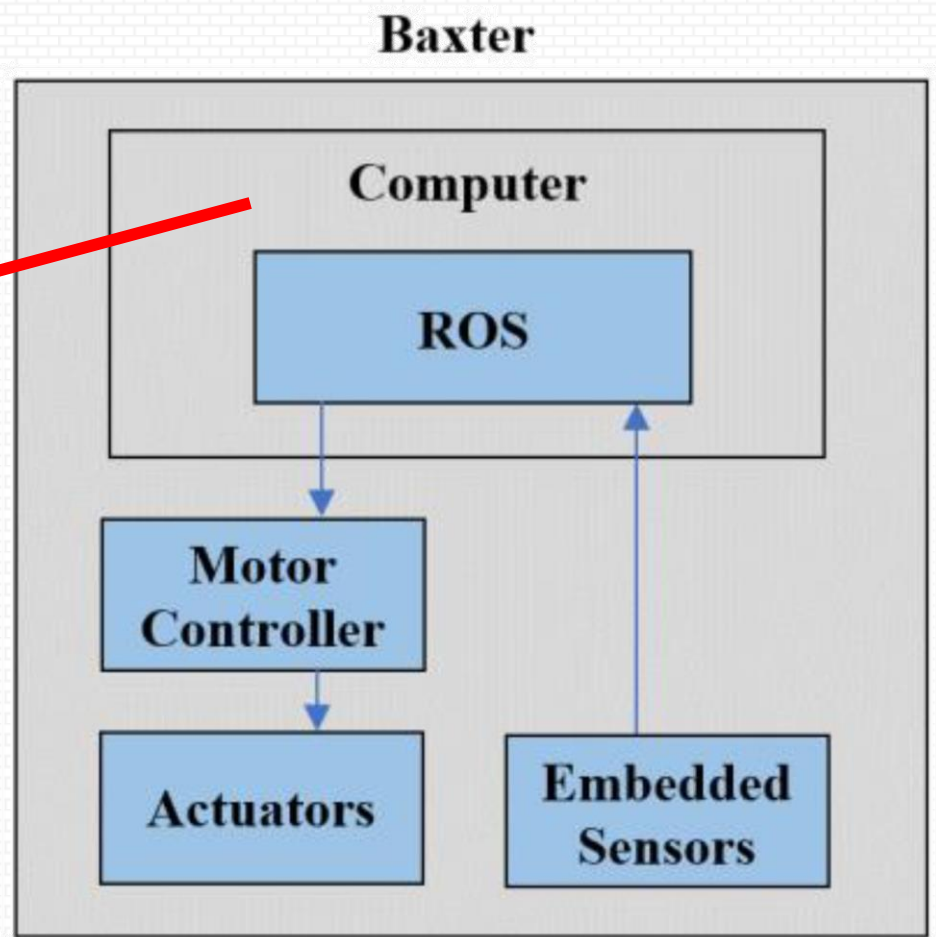 Baxter
Computer
ROS
Motor
Controller
Actuators
Embedded
Sensors